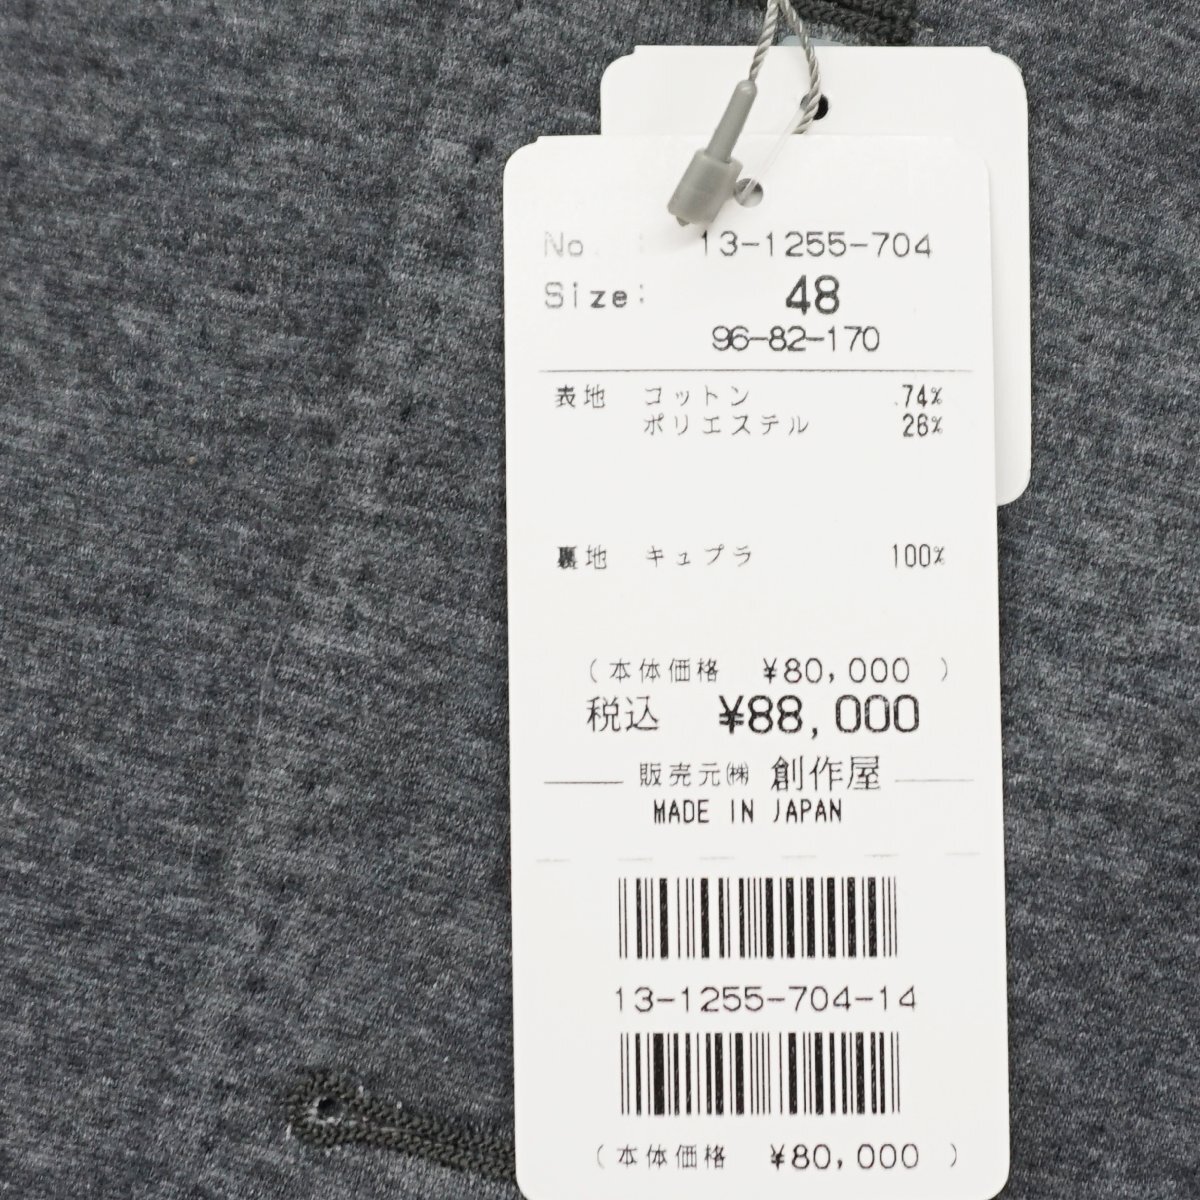 No. : 13-1255-704
Size: 48
96-82-170
表地 コットン 74%
ポリエステル 26%
裏地 キュプラ 100%
(本体価格 ¥80,000 )
税込 ¥88,000
販売元㈱ 創作屋
MADE IN JAPAN
13-1255-704-14
(本体価格 ¥80,000 )